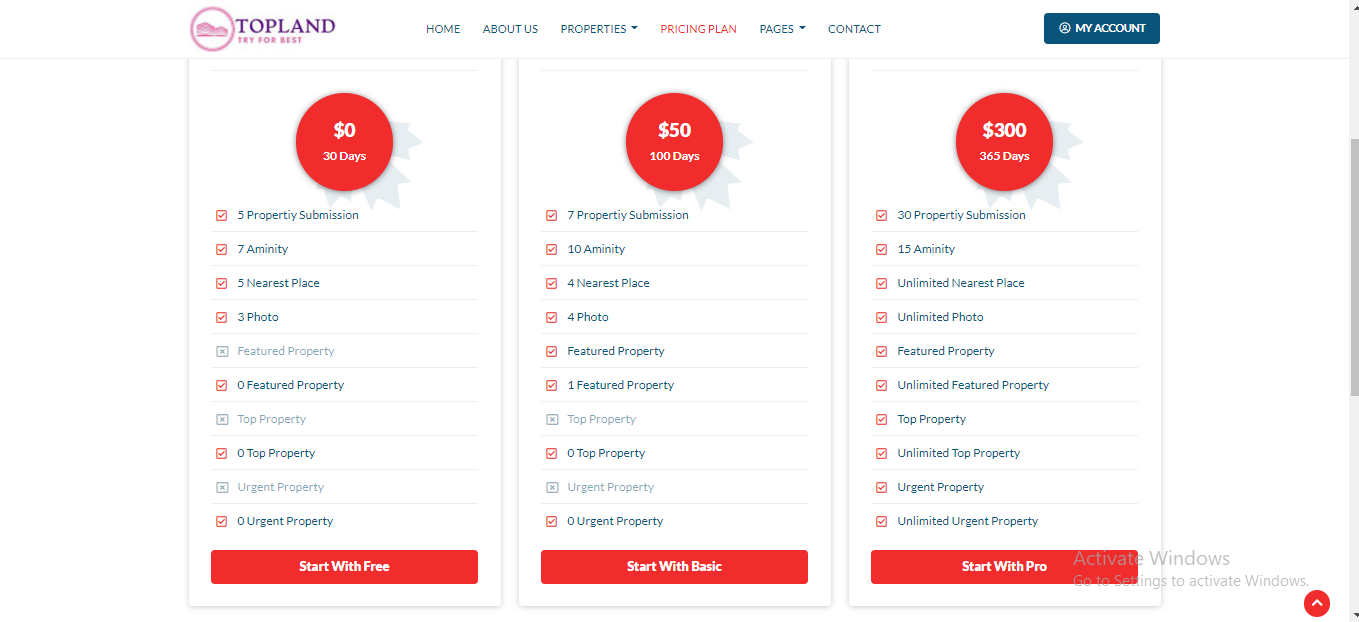 TOPLAND
TRY FOR BEST
HOME
ABOUT US
PROPERTIES
PRICING PLAN
PAGES
CONTACT
MY ACCOUNT
$0
30 Days
5 Propertiy Submission
7 Aminity
5 Nearest Place
3 Photo
Featured Property
0 Featured Property
Top Property
0 Top Property
Urgent Property
0 Urgent Property
Start With Free
$50
100 Days
7 Propertiy Submission
10 Aminity
4 Nearest Place
4 Photo
Featured Property
1 Featured Property
Top Property
0 Top Property
Urgent Property
0 Urgent Property
Start With Basic
$300
365 Days
30 Propertiy Submission
15 Aminity
Unlimited Nearest Place
Unlimited Photo
Featured Property
Unlimited Featured Property
Top Property
Unlimited Top Property
Urgent Property
Unlimited Urgent Property
Start With Pro
Activate Windows
Go to Settings to activate Windows.